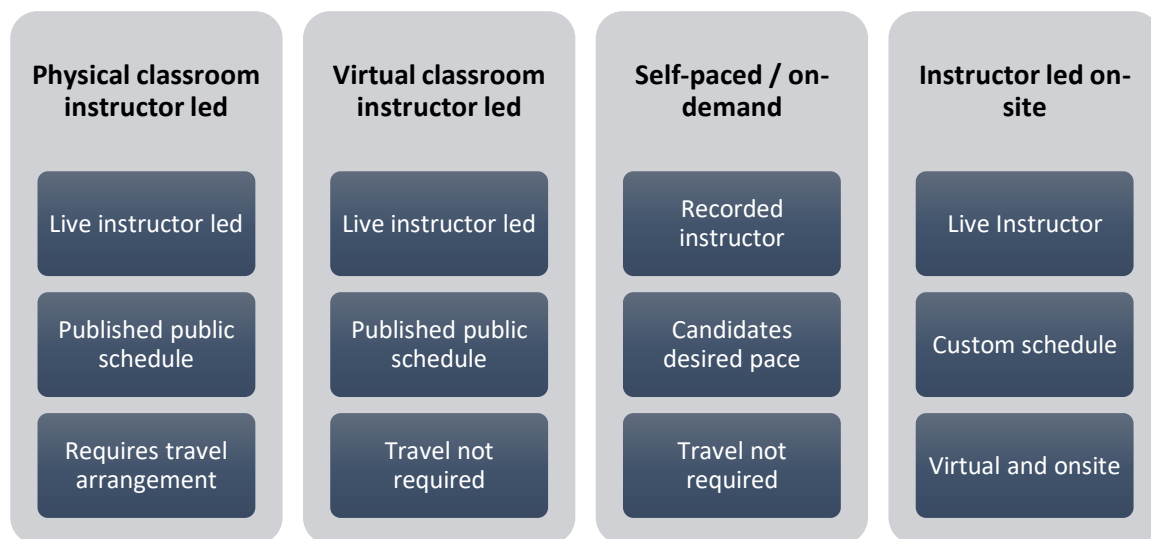 Physical classroom
instructor led
Live instructor led
Published public
schedule
Requires travel
arrangement
Virtual classroom
instructor led
Live instructor led
Published public
schedule
Travel not
required
Self-paced / on-
demand
Recorded
instructor
Candidates
desired pace
Travel not
required
Instructor led on-
site
Live Instructor
Custom schedule
Virtual and onsite